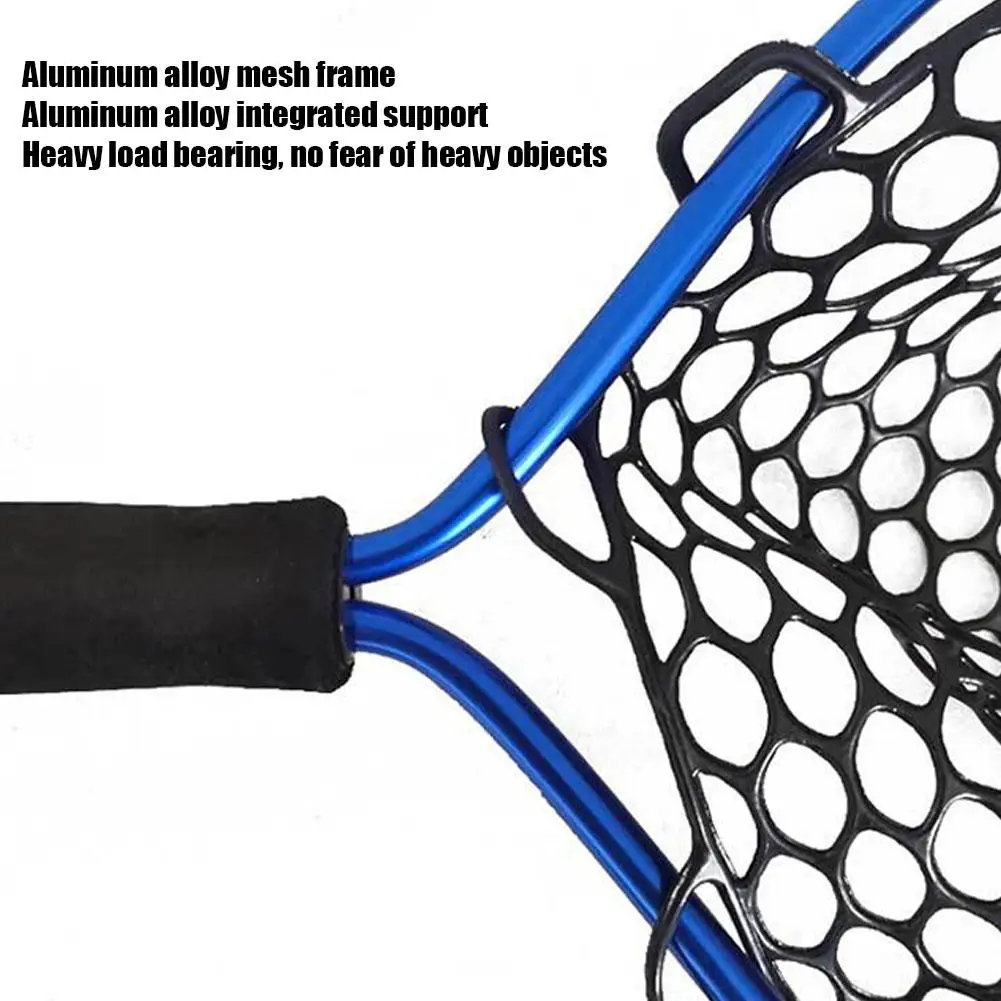 Aluminum alloy mesh frame
Aluminum alloy integrated support
Heavy load bearing, no fear of heavy objects